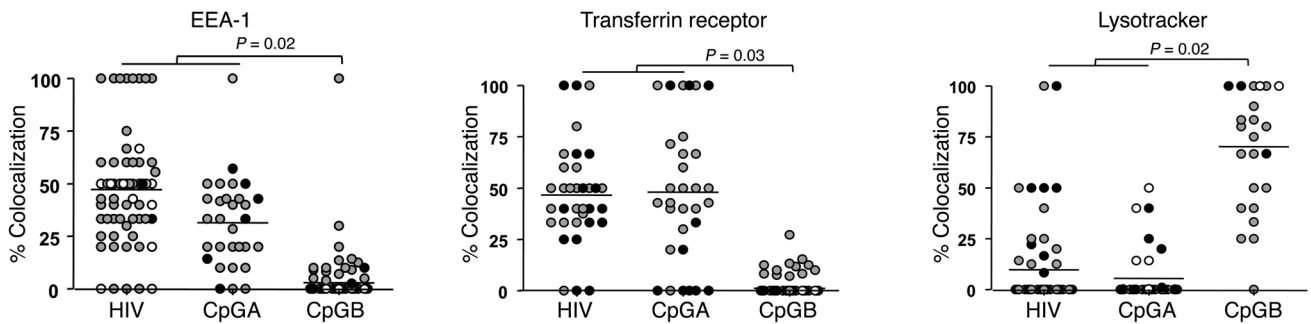 EEA-1
P = 0.02
% Colocalization
100
75
50
25
0
HIV CpGA CpGB
Transferrin receptor
P = 0.03
% Colocalization
100
75
50
25
0
HIV CpGA CpGB
Lysotracker
P = 0.02
% Colocalization
100
75
50
25
0
HIV CpGA CpGB